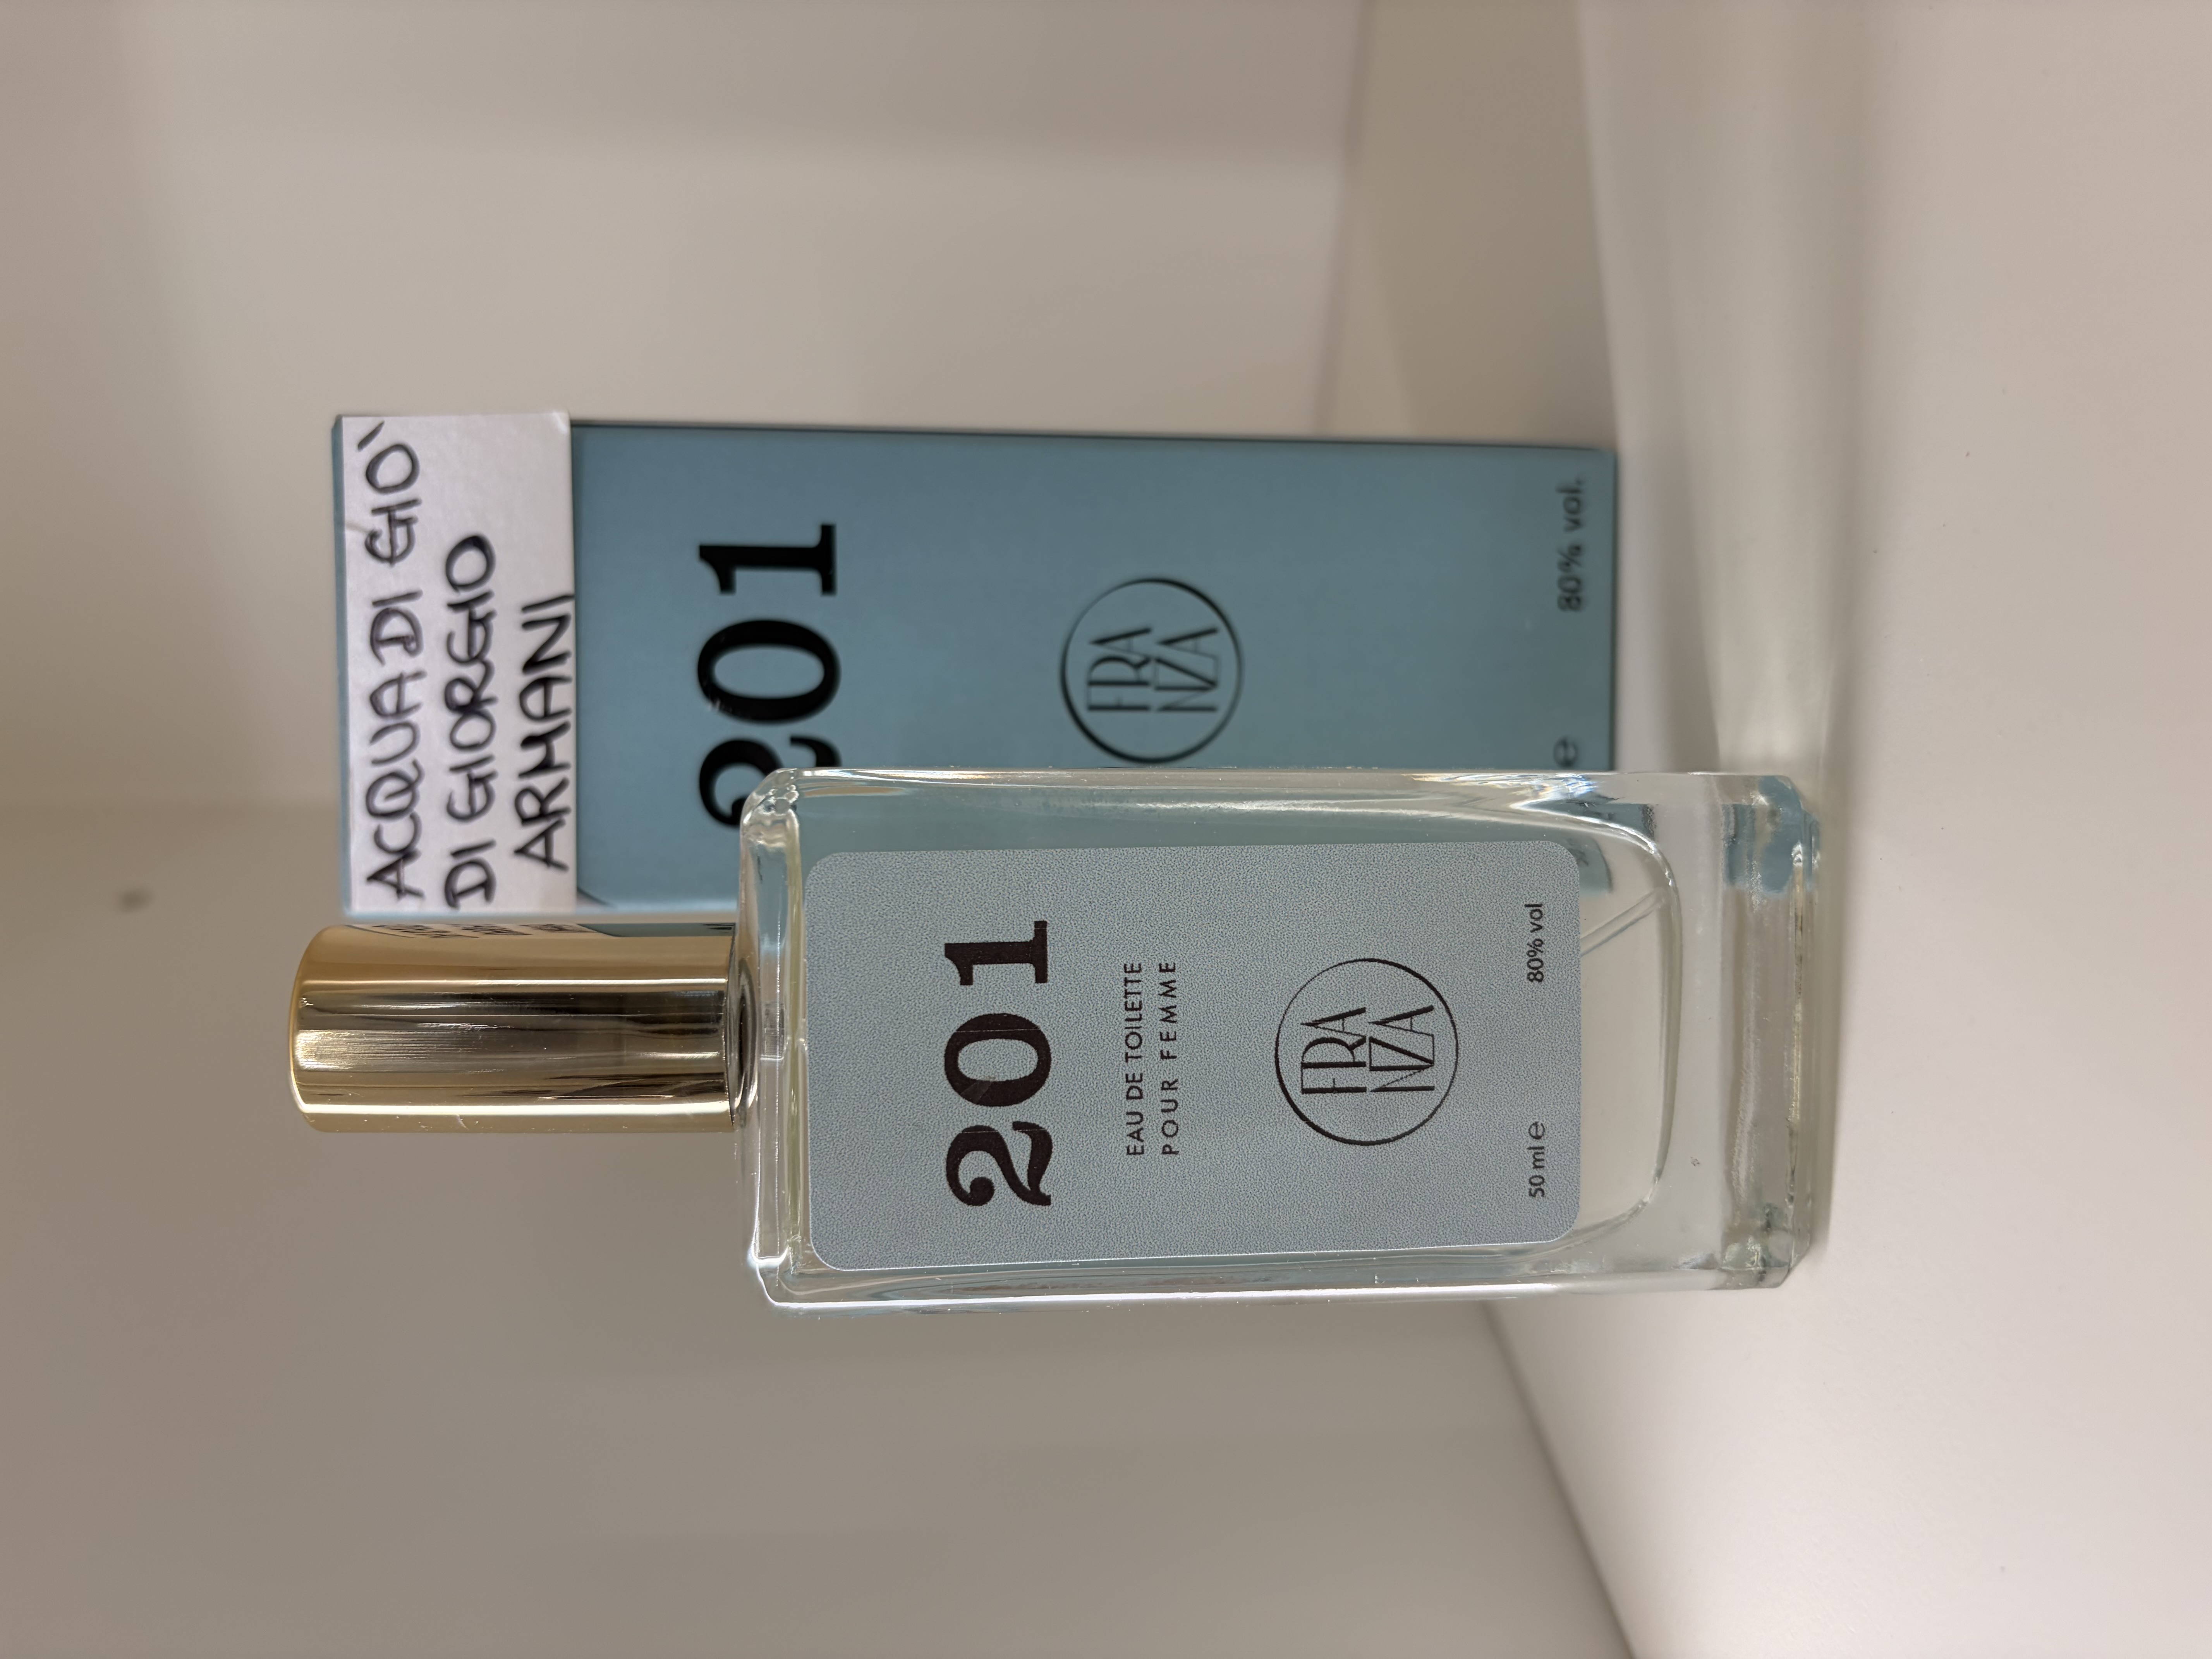 ACQUA DI GIO'
DI GIORGIO
ARMANI
201
FRA
NZA
e
80% vol.
201
EAU DE TOILETTE
POUR FEMME
FRA
NZA
50 ml e
80% vol